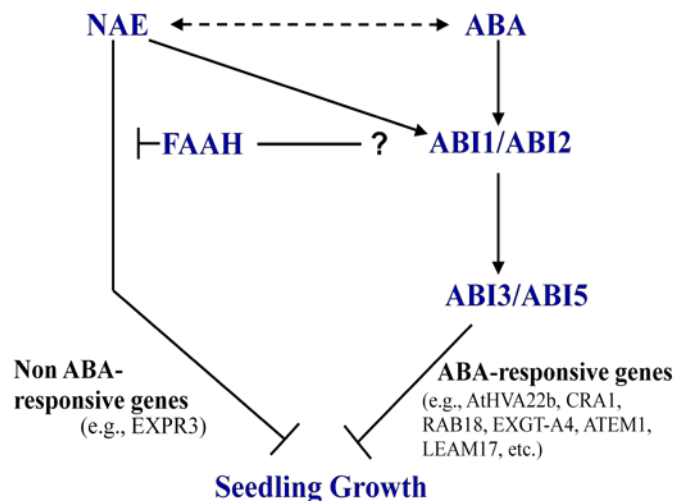 NAE
ABA
FAAH
?
ABI1/ABI2
ABI3/ABI5
Non ABA-
responsive genes
(e.g., EXPR3)
ABA-responsive genes
(e.g., AtHVA22b, CRA1,
RAB18, EXGT-A4, ATEM1,
LEAM17, etc.)
Seedling Growth